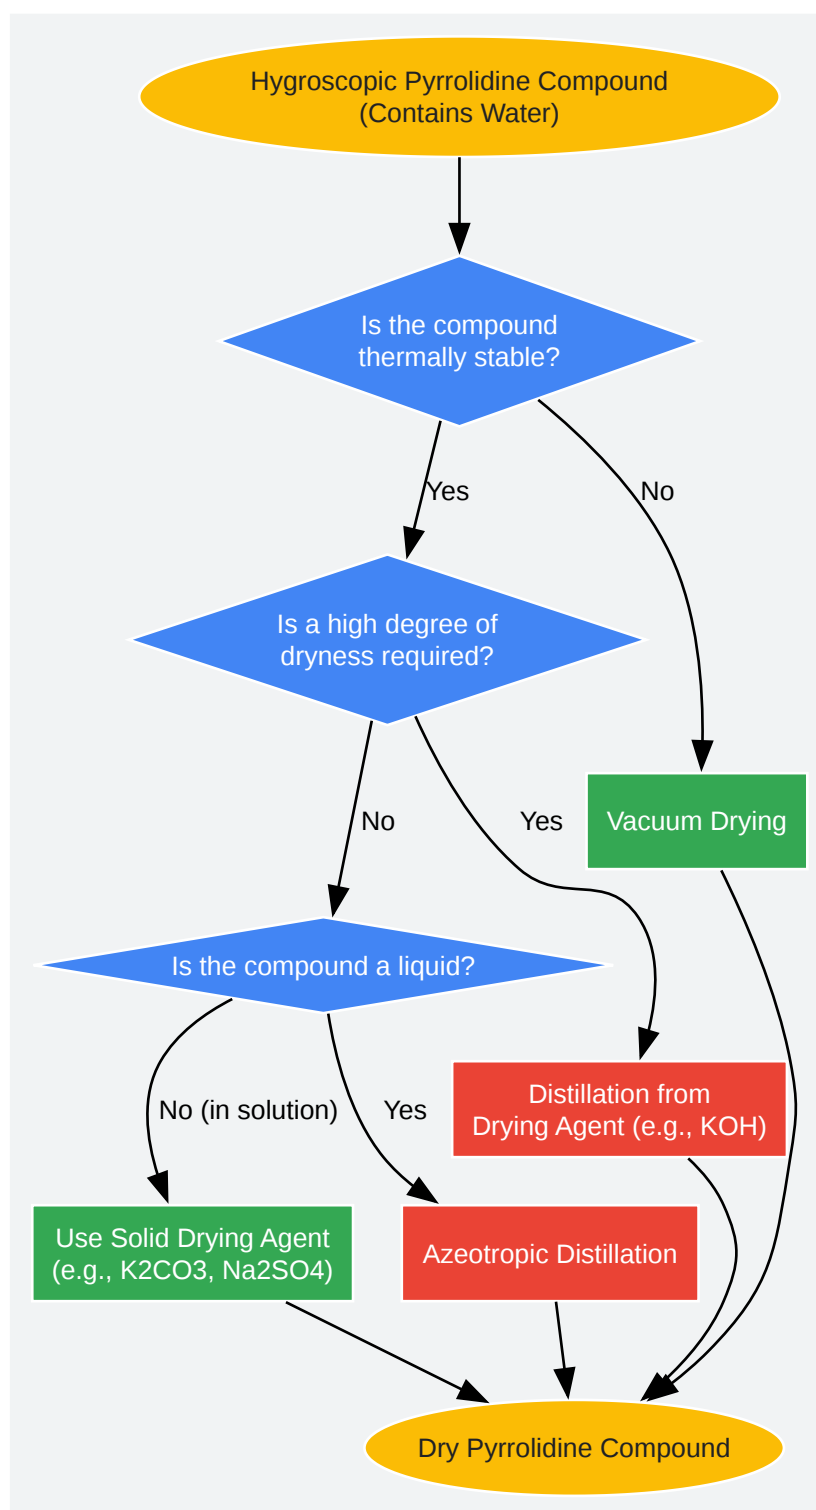 Hygroscopic Pyrrolidine Compound
(Contains Water)
Is the compound
thermally stable?
Yes
No
Is a high degree of
dryness required?
No
Yes
Vacuum Drying
Is the compound a liquid?
Distillation from
Drying Agent (e.g., KOH)
No (in solution)
Yes
Use Solid Drying Agent
(e.g., K2CO3, Na2SO4)
Azeotropic Distillation
Dry Pyrrolidine Compound